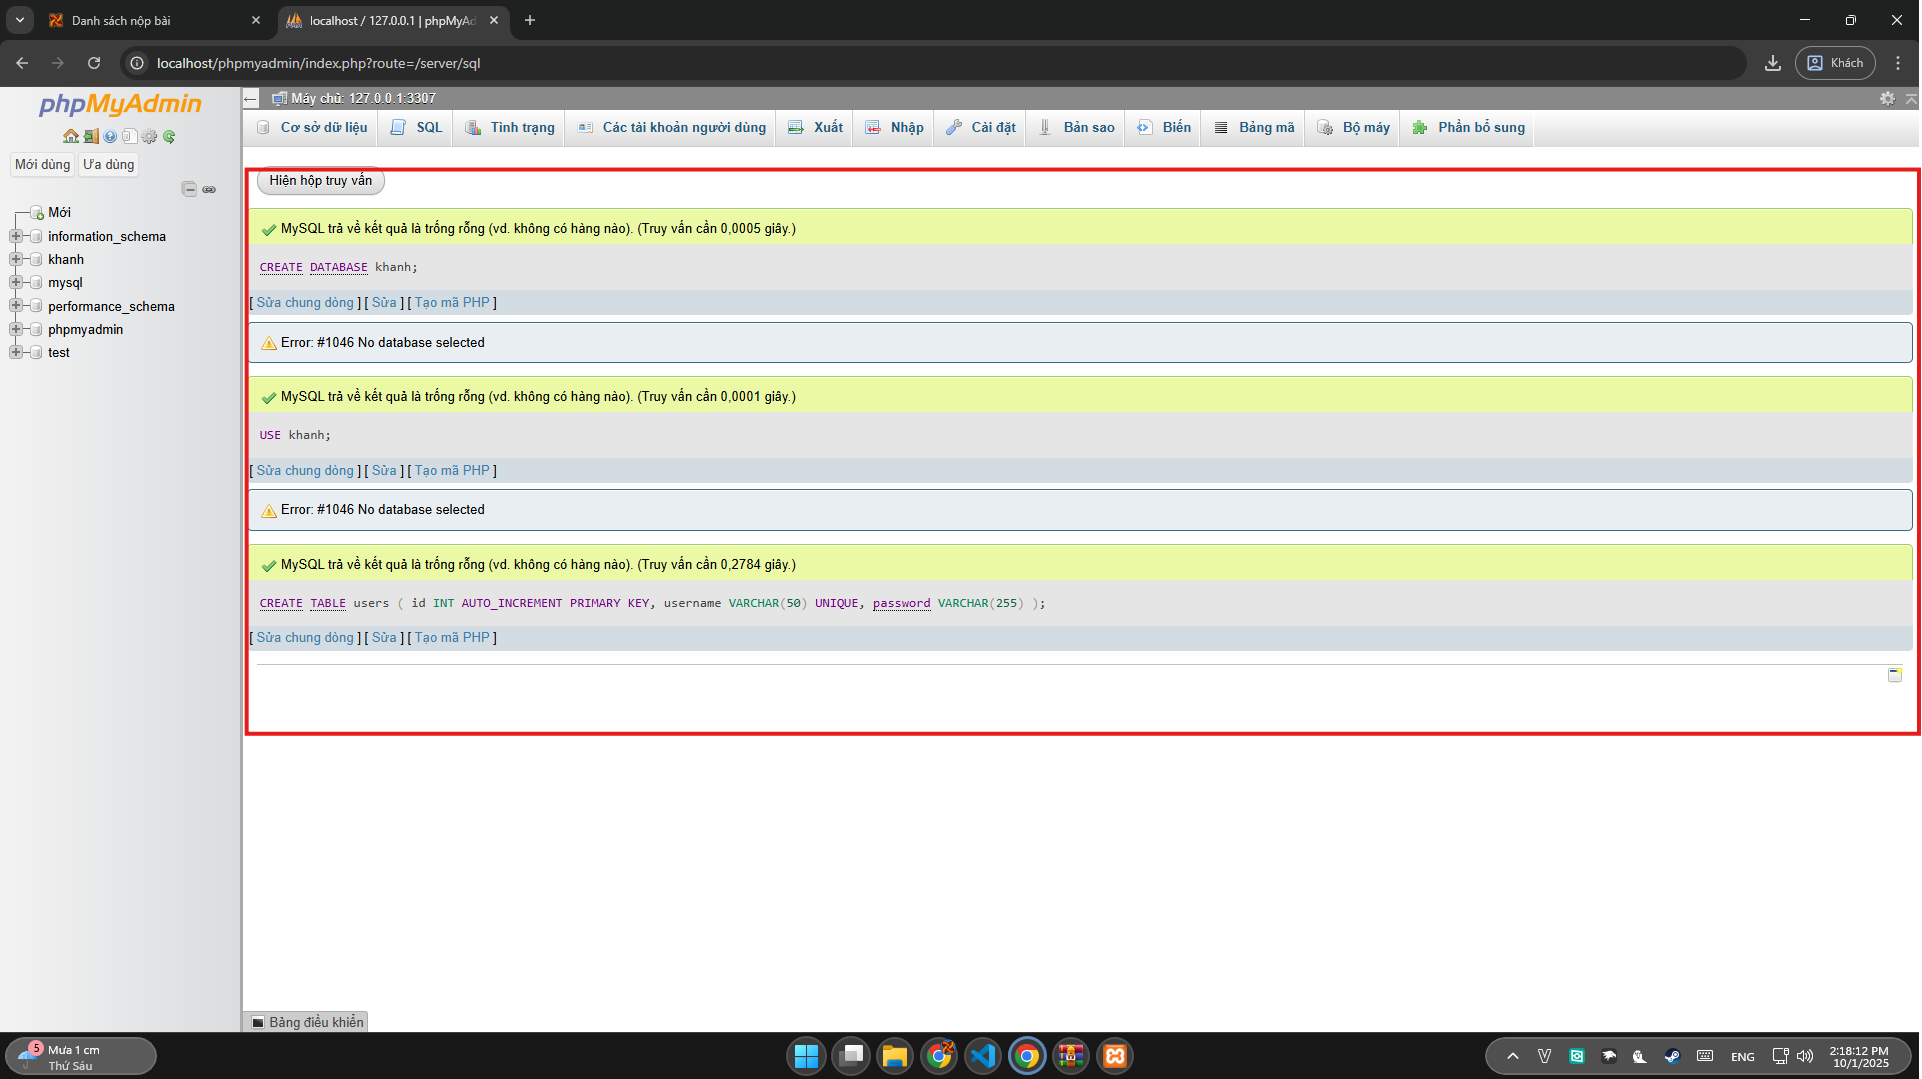 Danh sách nộp bài
localhost / 127.0.0.1 | phpMyAd
localhost/phpmyadmin/index.php?route=/server/sql
Khách
phpMyAdmin
Máy chủ: 127.0.0.1:3307
Cơ sở dữ liệu
SQL
Tình trạng
Các tài khoản người dùng
Xuất
Nhập
Cài đặt
Bản sao
Biến
Bảng mã
Bộ máy
Phần bổ sung
Mới dùng
Ưa dùng
Mới
information_schema
khanh
mysql
performance_schema
phpmyadmin
test
Hiện hộp truy vấn
MySQL trả về kết quả là trống rỗng (vd. không có hàng nào). (Truy vấn cần 0,0005 giây.)
CREATE DATABASE khanh;
[ Sửa chung dòng ] [ Sửa ] [ Tạo mã PHP ]
Error: #1046 No database selected
MySQL trả về kết quả là trống rỗng (vd. không có hàng nào). (Truy vấn cần 0,0001 giây.)
USE khanh;
[ Sửa chung dòng ] [ Sửa ] [ Tạo mã PHP ]
Error: #1046 No database selected
MySQL trả về kết quả là trống rỗng (vd. không có hàng nào). (Truy vấn cần 0,2784 giây.)
CREATE TABLE users ( id INT AUTO_INCREMENT PRIMARY KEY, username VARCHAR(50) UNIQUE, password VARCHAR(255) );
[ Sửa chung dòng ] [ Sửa ] [ Tạo mã PHP ]
Bảng điều khiển
5
Mưa 1 cm
Thứ Sáu
ENG
2:18:12 PM
10/1/2025